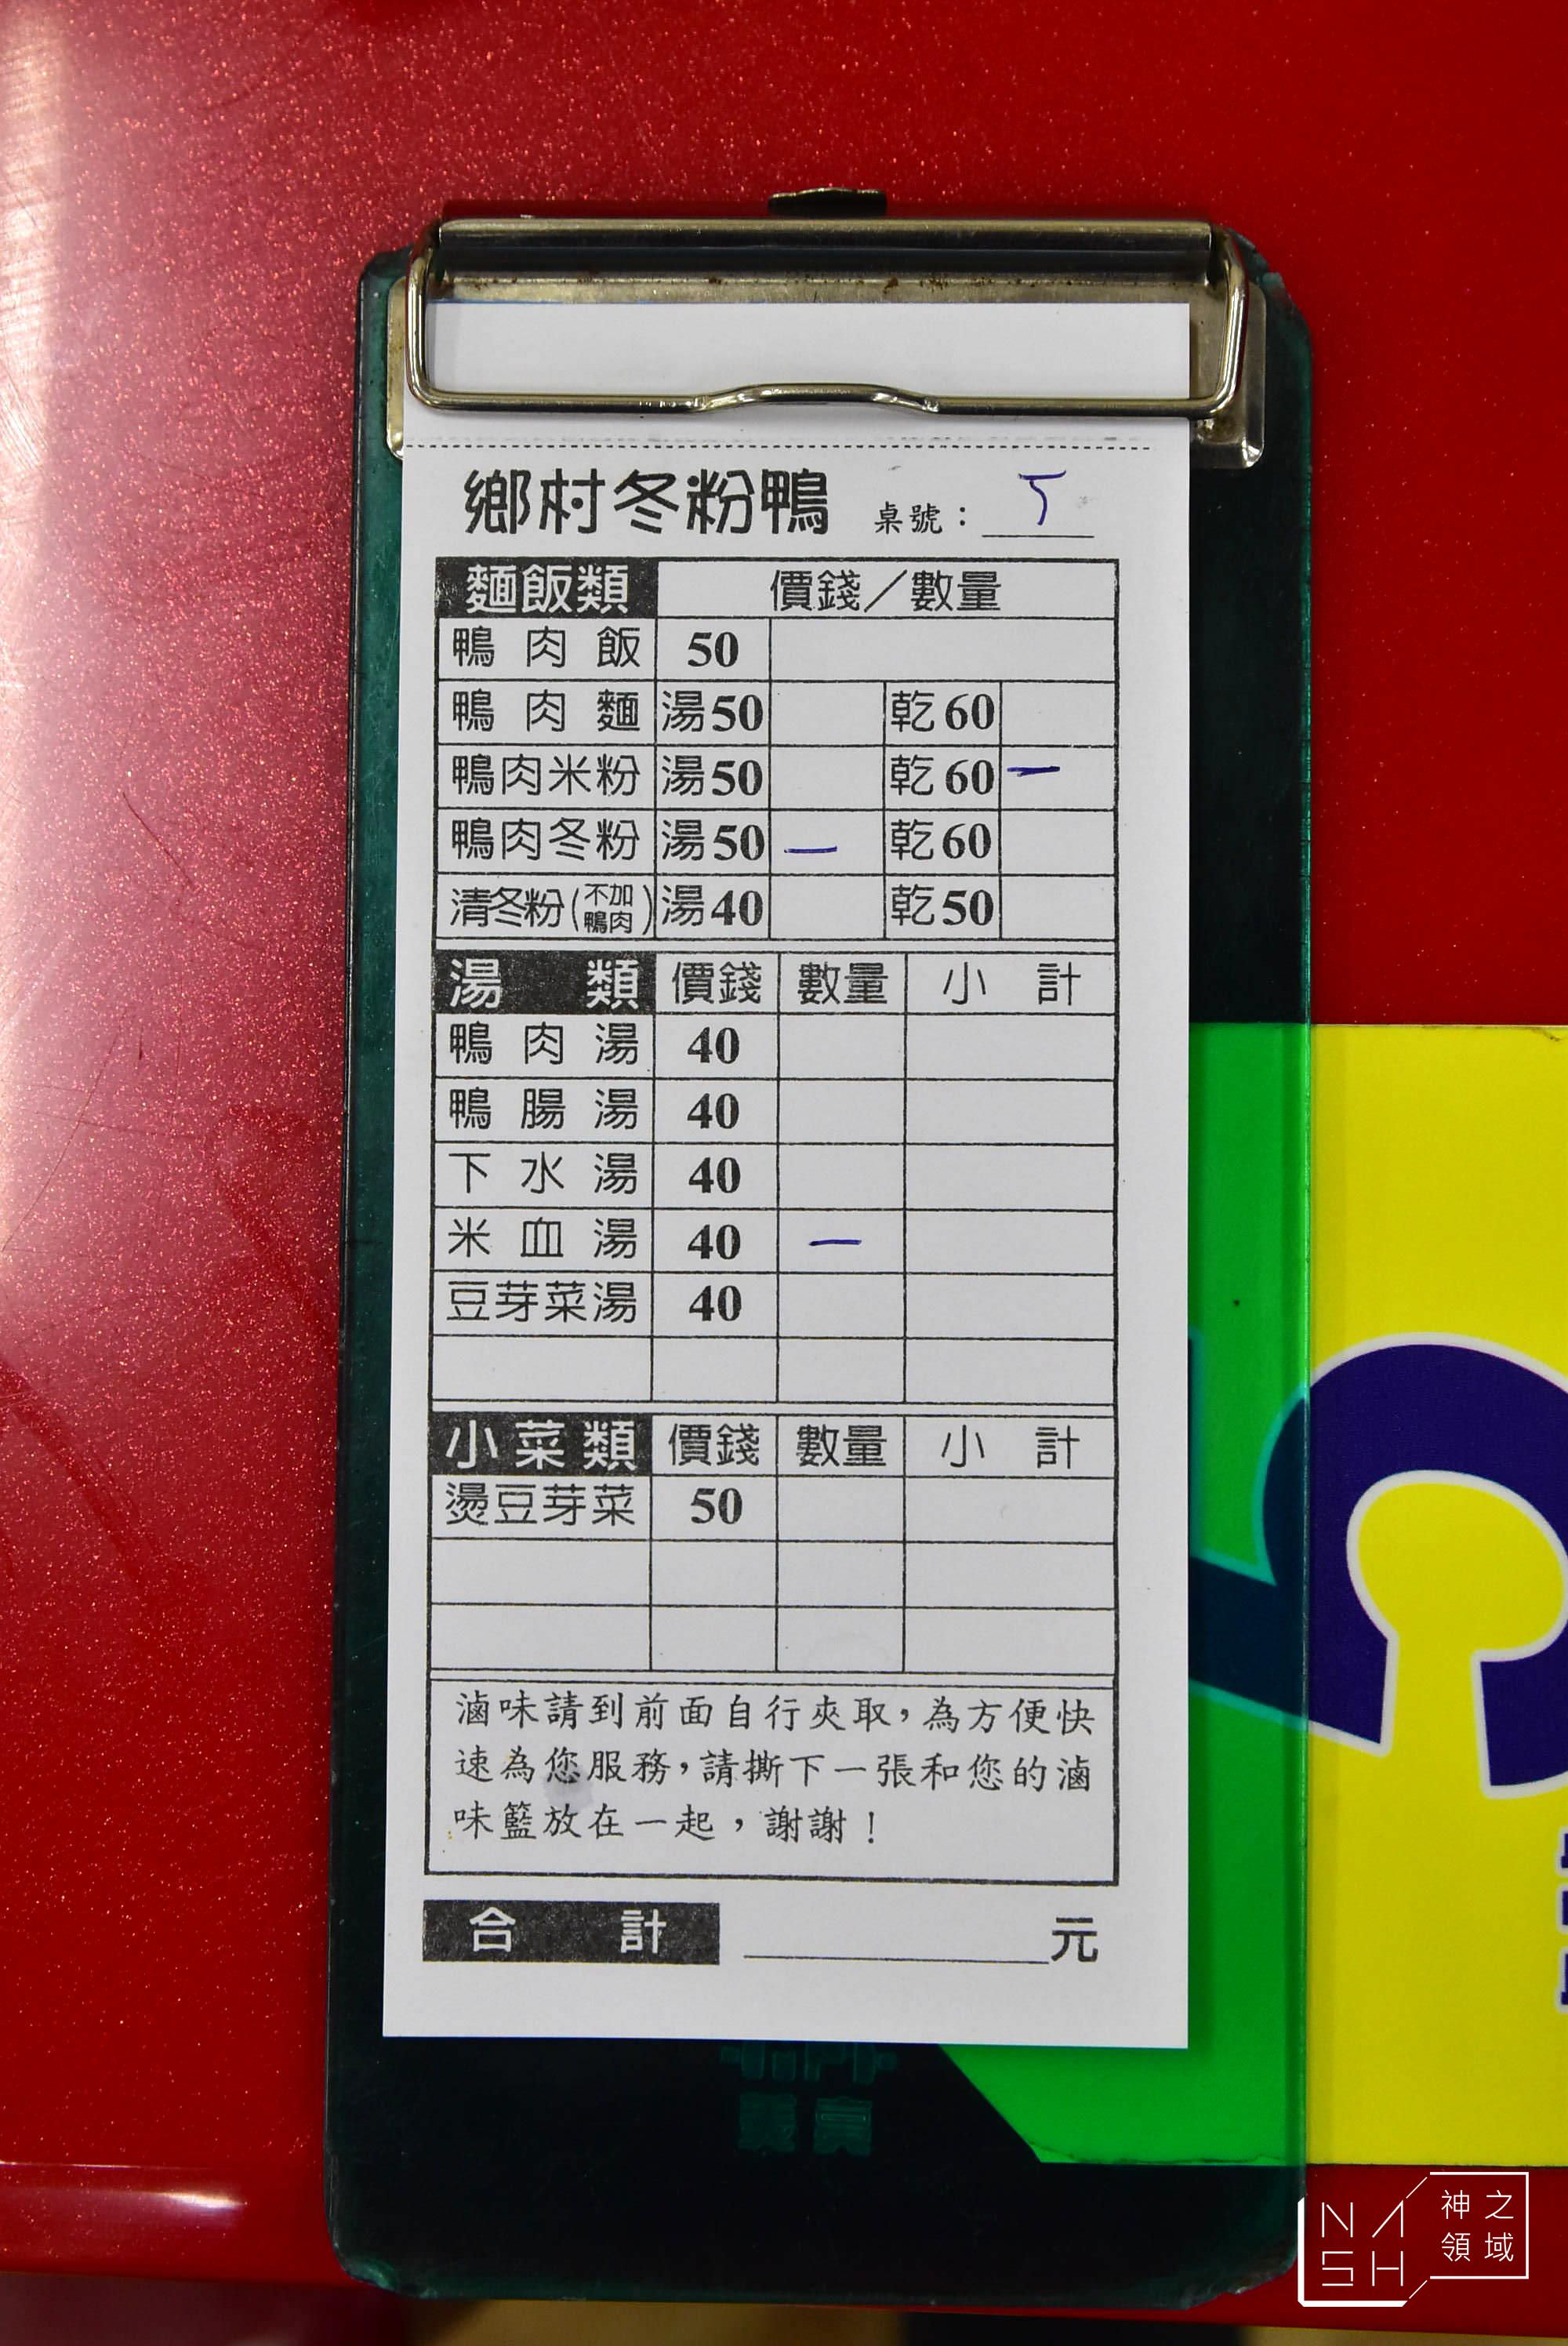 鄉村冬粉鴨 桌號：
麵飯類 價錢／數量
鴨肉飯 50
鴨肉麵 湯50 乾60
鴨肉米粉 湯50 乾60 一
鴨肉冬粉 湯50 一 乾60
清冬粉(不加鴨肉) 湯40 乾50
湯類 價錢 數量 小計
鴨肉湯 40
鴨腸湯 40
下水湯 40
米血湯 40 一
豆芽菜湯 40
小菜類 價錢 數量 小計
燙豆芽菜 50
滷味請到前面自行夾取，為方便快
速為您服務，請撕下一張和您的滷
味籃放在一起，謝謝！
合計 元
NASH 神之領域